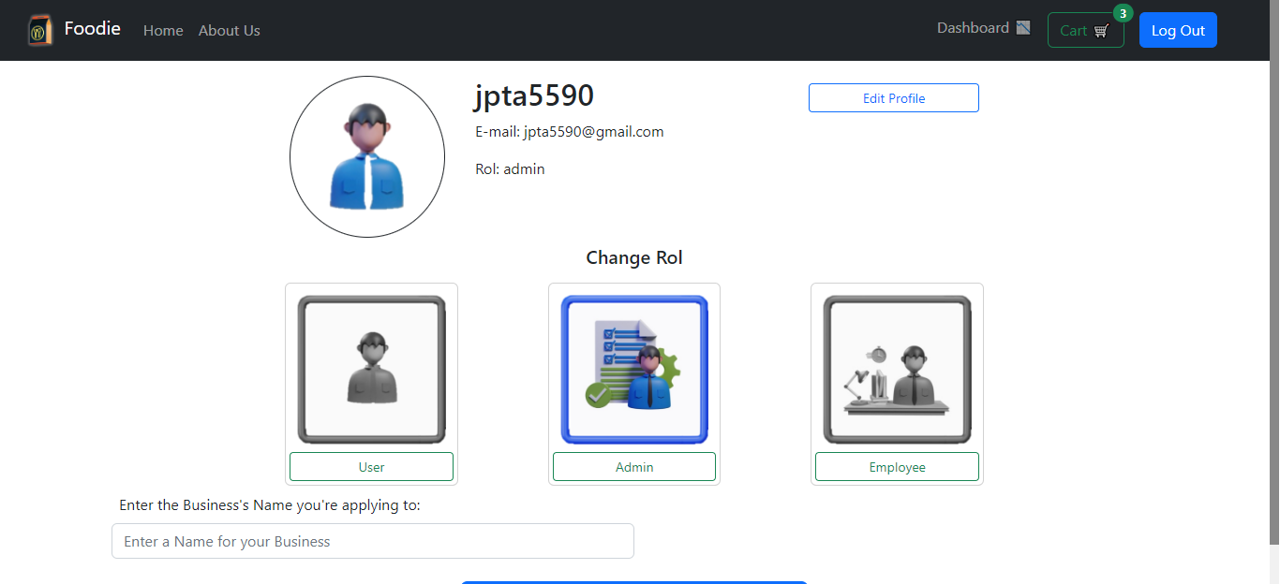 Foodie
Home
About Us
Dashboard
Cart
3
Log Out
jpta5590
Edit Profile
E-mail: jpta5590@gmail.com
Rol: admin
Change Rol
User
Admin
Employee
Enter the Business's Name you're applying to:
Enter a Name for your Business